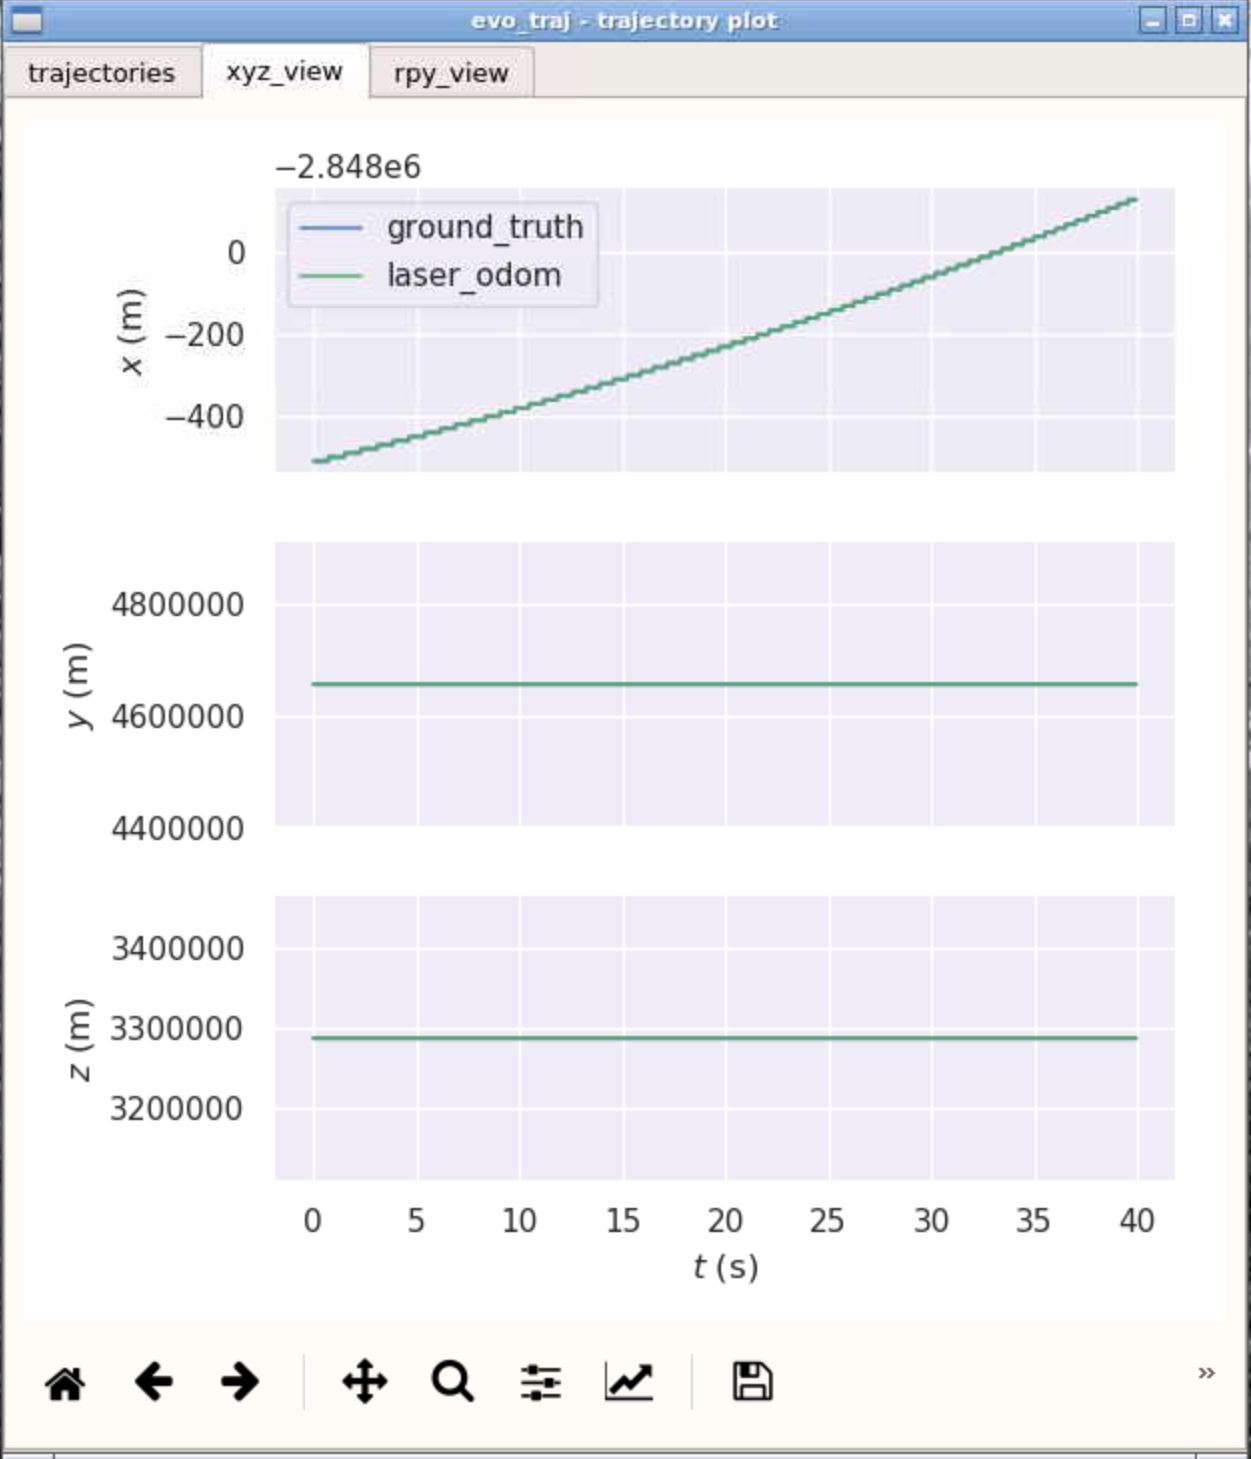 evo_traj - trajectory plot
trajectories xyz_view rpy_view
−2.848e6
ground_truth
laser_odom
0
−200
−400
x (m)
4800000
4600000
4400000
y (m)
3400000
3300000
3200000
z (m)
0 5 10 15 20 25 30 35 40
t (s)
»